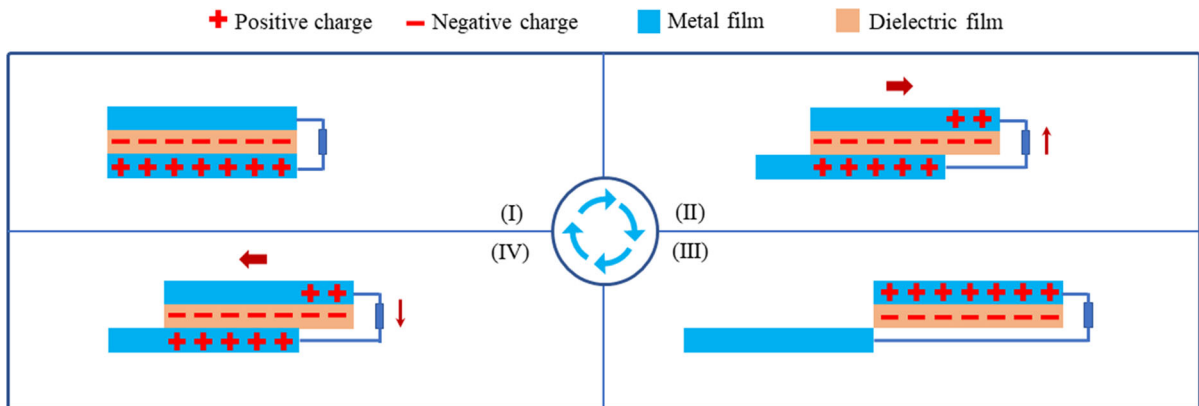 Positive charge Negative charge Metal film Dielectric film
(I) (II)
(IV) (III)